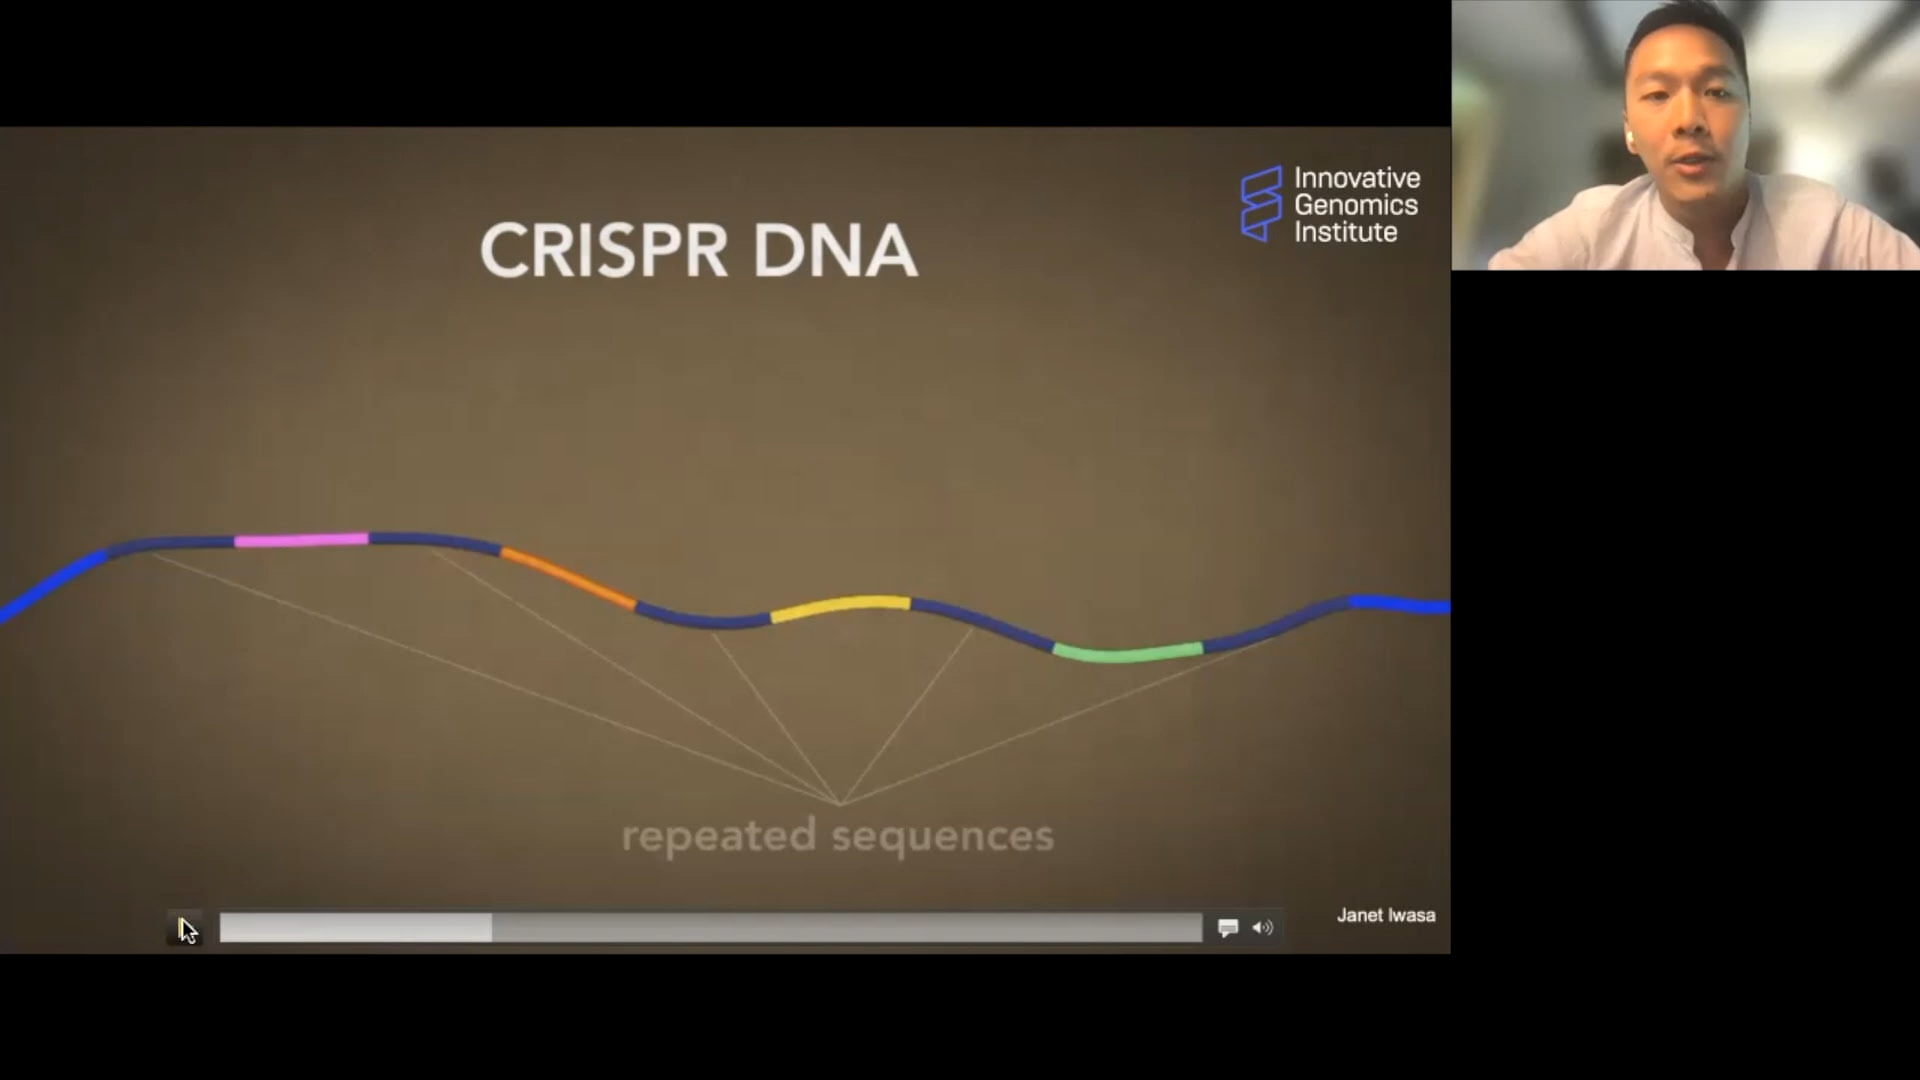 CRISPR DNA
Innovative
Genomics
Institute
repeated sequences
Janet Iwasa